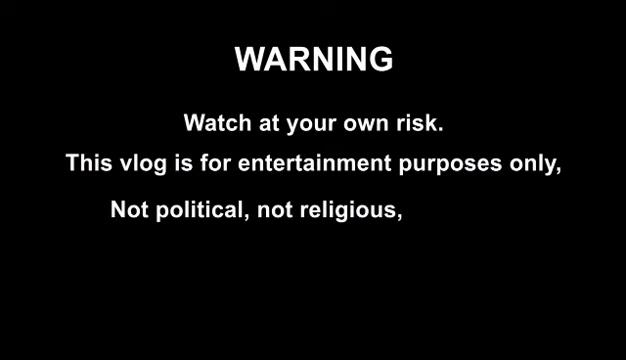 WARNING
Watch at your own risk.
This vlog is for entertainment purposes only,
Not political, not religious,